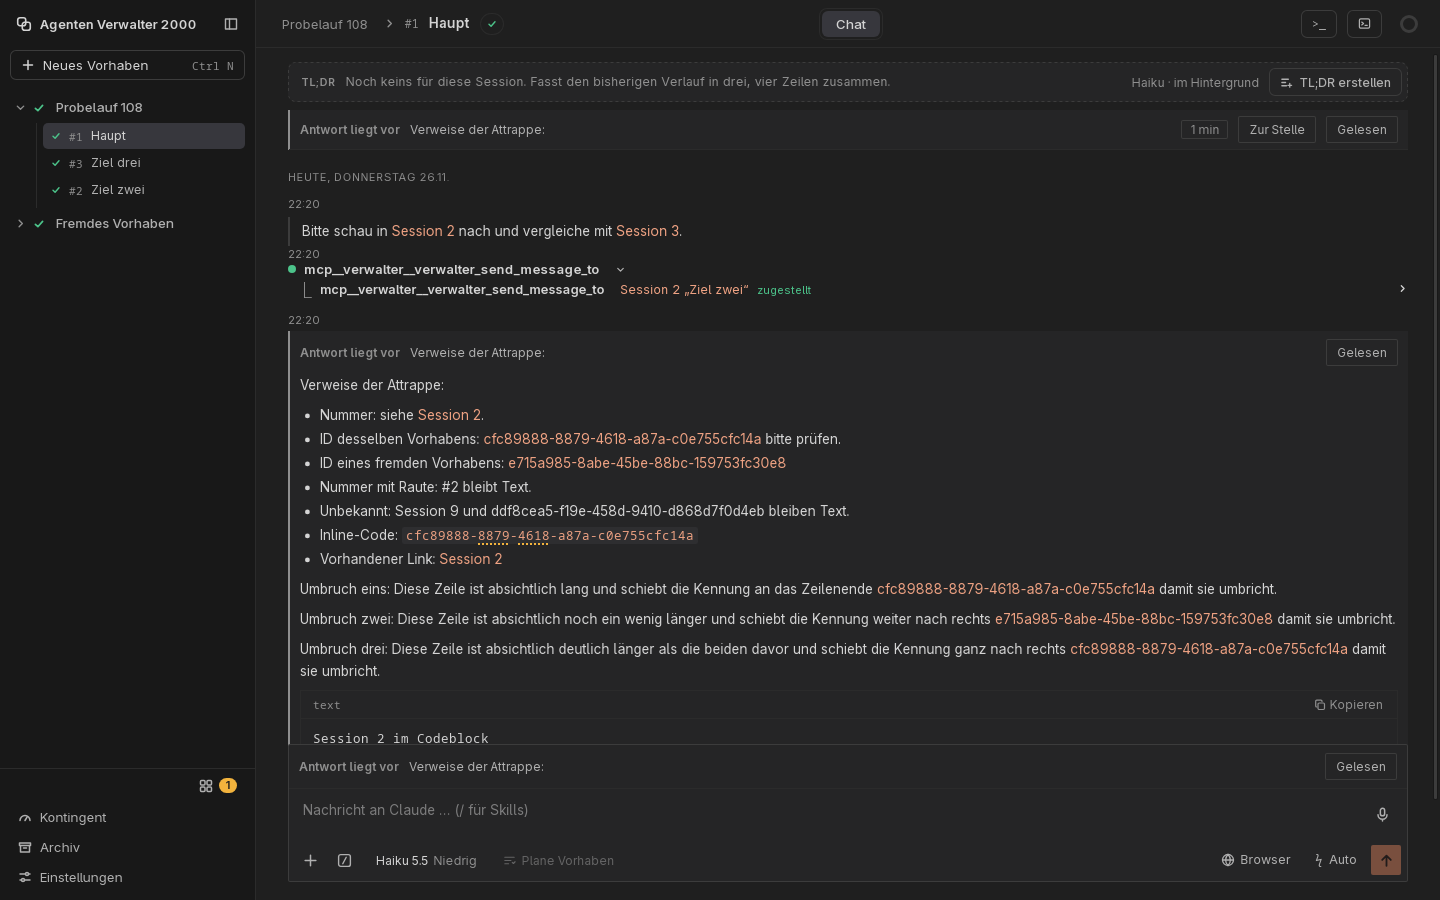 Agenten Verwalter 2000
Neues Vorhaben Ctrl N
Probelauf 108
#1 Haupt
#3 Ziel drei
#2 Ziel zwei
Fremdes Vorhaben
1
Kontingent
Archiv
Einstellungen
Probelauf 108 > #1 Haupt
Chat
>_
TL;DR Noch keins für diese Session. Fasst den bisherigen Verlauf in drei, vier Zeilen zusammen. Haiku · im Hintergrund TL;DR erstellen
Antwort liegt vor Verweise der Attrappe: 1 min Zur Stelle Gelesen
HEUTE, DONNERSTAG 26.11.
22:20
Bitte schau in Session 2 nach und vergleiche mit Session 3.
22:20
mcp__verwalter__verwalter_send_message_to
mcp__verwalter__verwalter_send_message_to Session 2 „Ziel zwei“ zugestellt
22:20
Antwort liegt vor Verweise der Attrappe: Gelesen
Verweise der Attrappe:
• Nummer: siehe Session 2.
• ID desselben Vorhabens: cfc89888-8879-4618-a87a-c0e755cfc14a bitte prüfen.
• ID eines fremden Vorhabens: e715a985-8abe-45be-88bc-159753fc30e8
• Nummer mit Raute: #2 bleibt Text.
• Unbekannt: Session 9 und ddf8cea5-f19e-458d-9410-d868d7f0d4eb bleiben Text.
• Inline-Code: cfc89888-8879-4618-a87a-c0e755cfc14a
• Vorhandener Link: Session 2
Umbruch eins: Diese Zeile ist absichtlich lang und schiebt die Kennung an das Zeilenende cfc89888-8879-4618-a87a-c0e755cfc14a damit sie umbricht.
Umbruch zwei: Diese Zeile ist absichtlich noch ein wenig länger und schiebt die Kennung weiter nach rechts e715a985-8abe-45be-88bc-159753fc30e8 damit sie umbricht.
Umbruch drei: Diese Zeile ist absichtlich deutlich länger als die beiden davor und schiebt die Kennung ganz nach rechts cfc89888-8879-4618-a87a-c0e755cfc14a damit
sie umbricht.
text Kopieren
Session 2 im Codeblock
Antwort liegt vor Verweise der Attrappe: Gelesen
Nachricht an Claude … (/ für Skills)
Haiku 5.5 Niedrig Plane Vorhaben Browser Auto